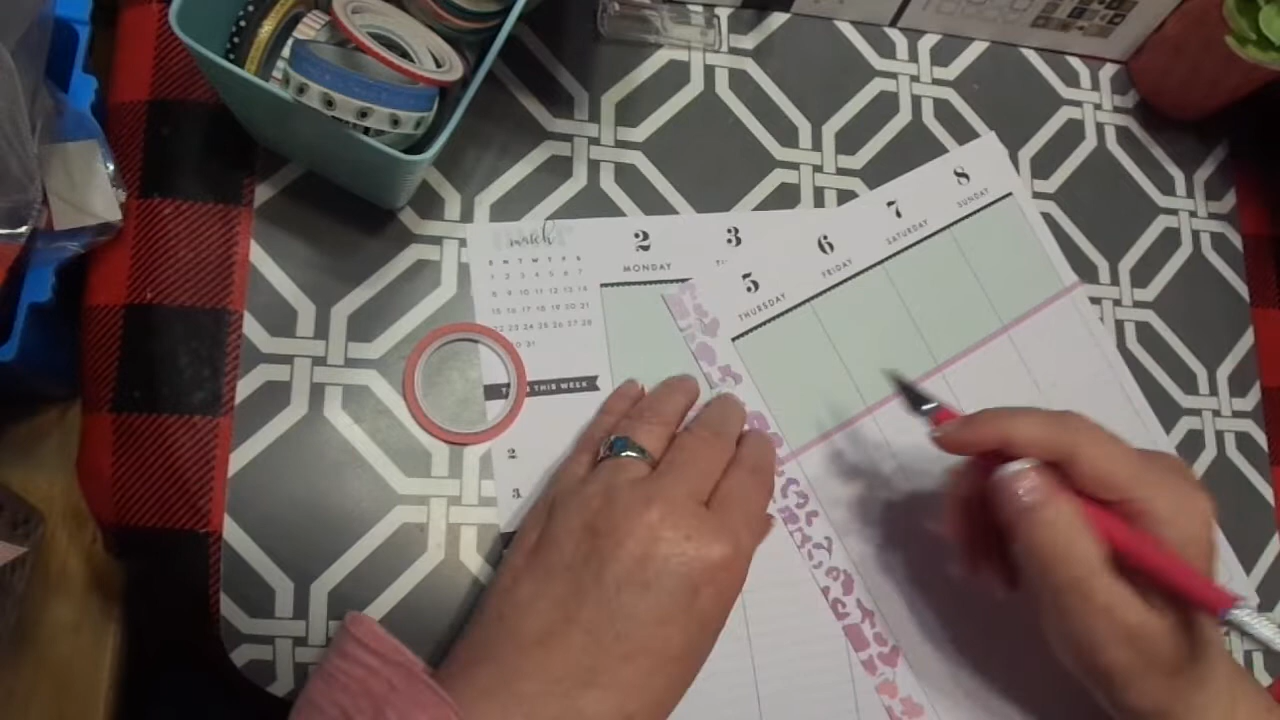 march
S M T W T F S
1 2 3 4 5 6 7
8 9 10 11 12 13 14
15 16 17 18 19 20 21
22 23 24 25 26 27 28
30 31
THIS WEEK
2
3
2
MONDAY
3
5
THURSDAY
6
FRIDAY
7
SATURDAY
8
SUNDAY